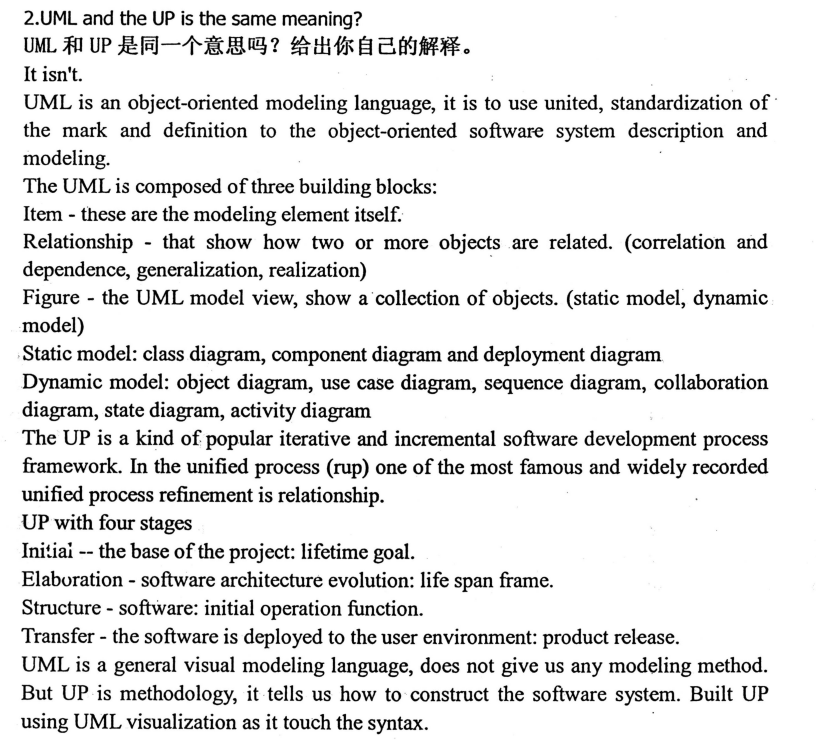 2.UML and the UP is the same meaning?
UML 和 UP 是同一个意思吗？给出你自己的解释。
It isn't.
UML is an object-oriented modeling language, it is to use united, standardization of
the mark and definition to the object-oriented software system description and
modeling.
The UML is composed of three building blocks:
Item - these are the modeling element itself.
Relationship - that show how two or more objects are related. (correlation and
dependence, generalization, realization)
Figure - the UML model view, show a collection of objects. (static model, dynamic
model)
Static model: class diagram, component diagram and deployment diagram
Dynamic model: object diagram, use case diagram, sequence diagram, collaboration
diagram, state diagram, activity diagram
The UP is a kind of popular iterative and incremental software development process
framework. In the unified process (rup) one of the most famous and widely recorded
unified process refinement is relationship.
UP with four stages
Initial -- the base of the project: lifetime goal.
Elaboration - software architecture evolution: life span frame.
Structure - software: initial operation function.
Transfer - the software is deployed to the user environment: product release.
UML is a general visual modeling language, does not give us any modeling method.
But UP is methodology, it tells us how to construct the software system. Built UP
using UML visualization as it touch the syntax.